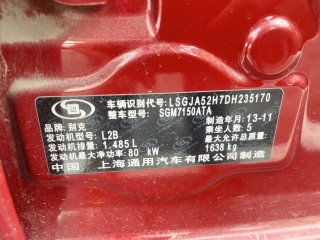 车辆识别代号:LSGJA52H7DH235170
整车型号: SGM7150ATA
品牌: 别克 制造年月:13-11
发动机型号: L2B 乘坐人数: 5
发动机排量: 1.485 L 最大允许总质量:
发动机最大净功率: 80 kW 1638 kg
中国 上海通用汽车有限公司制造